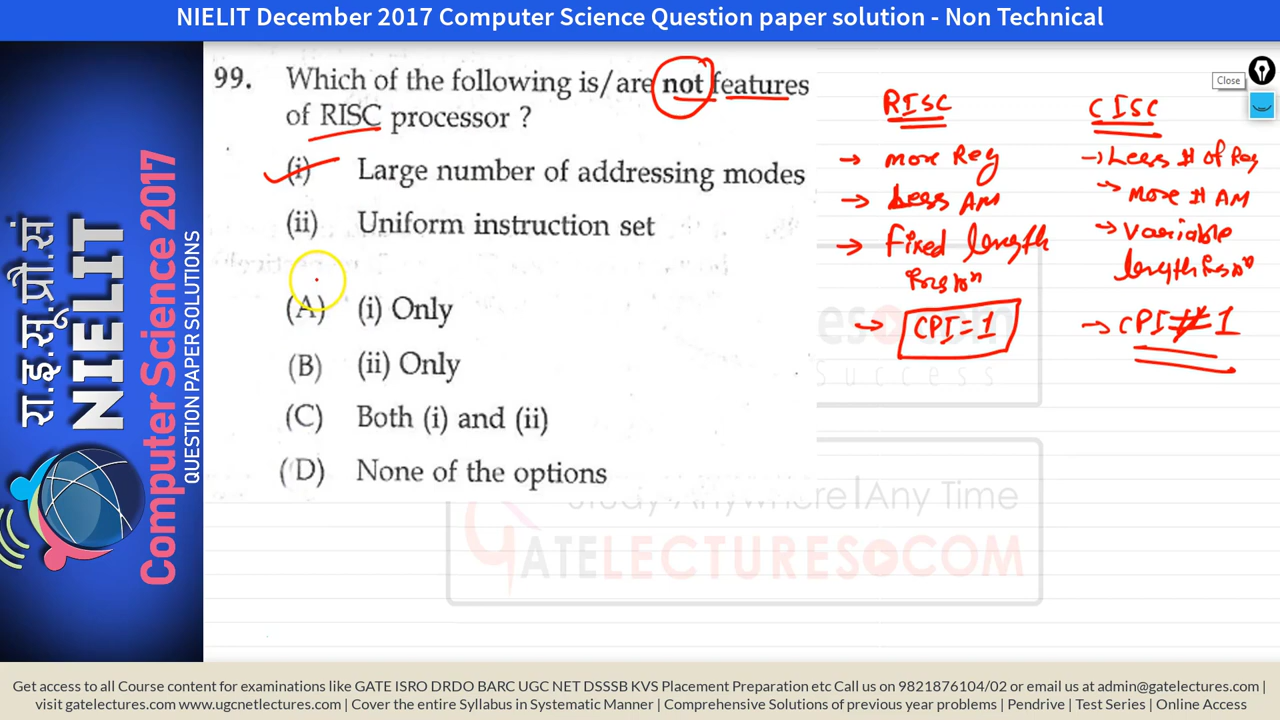 NIELIT December 2017 Computer Science Question paper solution - Non Technical
रा.इ.सू.प्रौ.सं
NIELIT
Computer Science 2017
QUESTION PAPER SOLUTIONS
99. Which of the following is/are not features
of RISC processor ?
(i) Large number of addressing modes
(ii) Uniform instruction set
(A) (i) Only
(B) (ii) Only
(C) Both (i) and (ii)
(D) None of the options
RISC
→ more Reg
→ Less AM
→ Fixed length
→ CPI=1
CISC
→ Less # of Reg
→ More # AM
→ Variable
length
→ CPI≠1
Close
es
com
Success
Study Anywhere|Any Time
GATELECTURES.COM
Get access to all Course content for examinations like GATE ISRO DRDO BARC UGC NET DSSSB KVS Placement Preparation etc Call us on 9821876104/02 or email us at admin@gatelectures.com |
visit gatelectures.com www.ugcnetlectures.com | Cover the entire Syllabus in Systematic Manner | Comprehensive Solutions of previous year problems | Pendrive | Test Series | Online Access